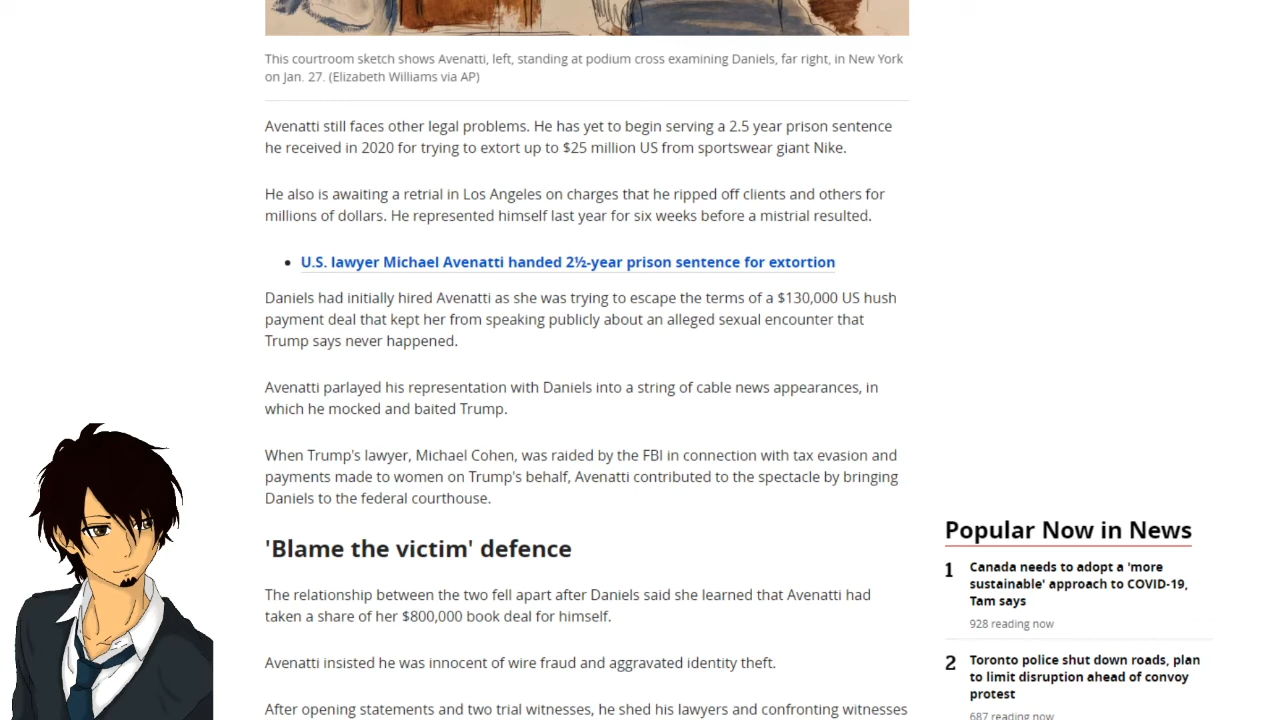 This courtroom sketch shows Avenatti, left, standing at podium cross examining Daniels, far right, in New York
on Jan. 27. (Elizabeth Williams via AP)
Avenatti still faces other legal problems. He has yet to begin serving a 2.5 year prison sentence
he received in 2020 for trying to extort up to $25 million US from sportswear giant Nike.
He also is awaiting a retrial in Los Angeles on charges that he ripped off clients and others for
millions of dollars. He represented himself last year for six weeks before a mistrial resulted.
• U.S. lawyer Michael Avenatti handed 2½-year prison sentence for extortion
Daniels had initially hired Avenatti as she was trying to escape the terms of a $130,000 US hush
payment deal that kept her from speaking publicly about an alleged sexual encounter that
Trump says never happened.
Avenatti parlayed his representation with Daniels into a string of cable news appearances, in
which he mocked and baited Trump.
When Trump's lawyer, Michael Cohen, was raided by the FBI in connection with tax evasion and
payments made to women on Trump's behalf, Avenatti contributed to the spectacle by bringing
Daniels to the federal courthouse.
'Blame the victim' defence
The relationship between the two fell apart after Daniels said she learned that Avenatti had
taken a share of her $800,000 book deal for himself.
Avenatti insisted he was innocent of wire fraud and aggravated identity theft.
After opening statements and two trial witnesses, he shed his lawyers and confronting witnesses
Popular Now in News
1 Canada needs to adopt a 'more
sustainable' approach to COVID-19,
Tam says
928 reading now
2 Toronto police shut down roads, plan
to limit disruption ahead of convoy
protest
687 reading now